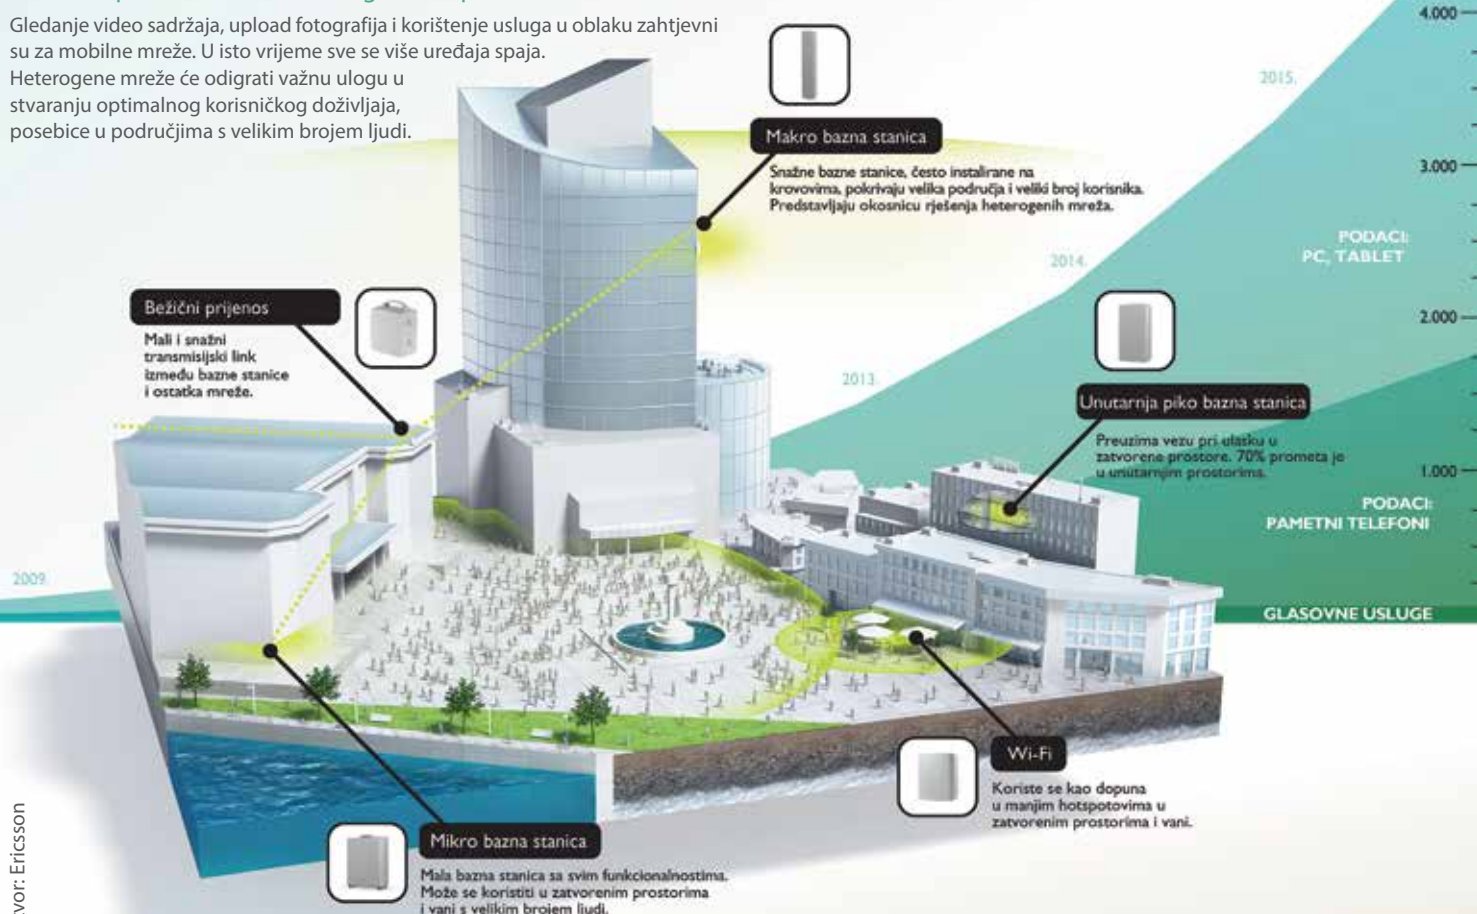 Gledanje video sadržaja, upload fotografija i korištenje usluga u oblaku zahtjevni
su za mobilne mreže. U isto vrijeme sve se više uređaja spaja.
Heterogene mreže će odigrati važnu ulogu u
stvaranju optimalnog korisničkog doživljaja,
posebice u područjima s velikim brojem ljudi.
Makro bazna stanica
Snažne bazne stanice, često instalirane na
krovovima, pokrivaju velika područja i veliki broj korisnika.
Predstavljaju okosnicu rješenja heterogenih mreža.
Bežični prijenos
Mali i snažni
transmisijski link
između bazne stanice
i ostatka mreže.
Unutarnja piko bazna stanica
Preuzima vezu pri ulasku u
zatvorene prostore. 70% prometa je
u unutarnjim prostorima.
Wi-Fi
Koriste se kao dopuna
u manjim hotspotovima u
zatvorenim prostorima i vani.
Mikro bazna stanica
Mala bazna stanica sa svim funkcionalnostima.
Može se koristiti u zatvorenim prostorima
i vani s velikim brojem ljudi.
2009.
2013.
2014.
2015.
4.000
3.000
2.000
1.000
PODACI:
PC, TABLET
PODACI:
PAMETNI TELEFONI
GLASOVNE USLUGE
vor: Ericsson